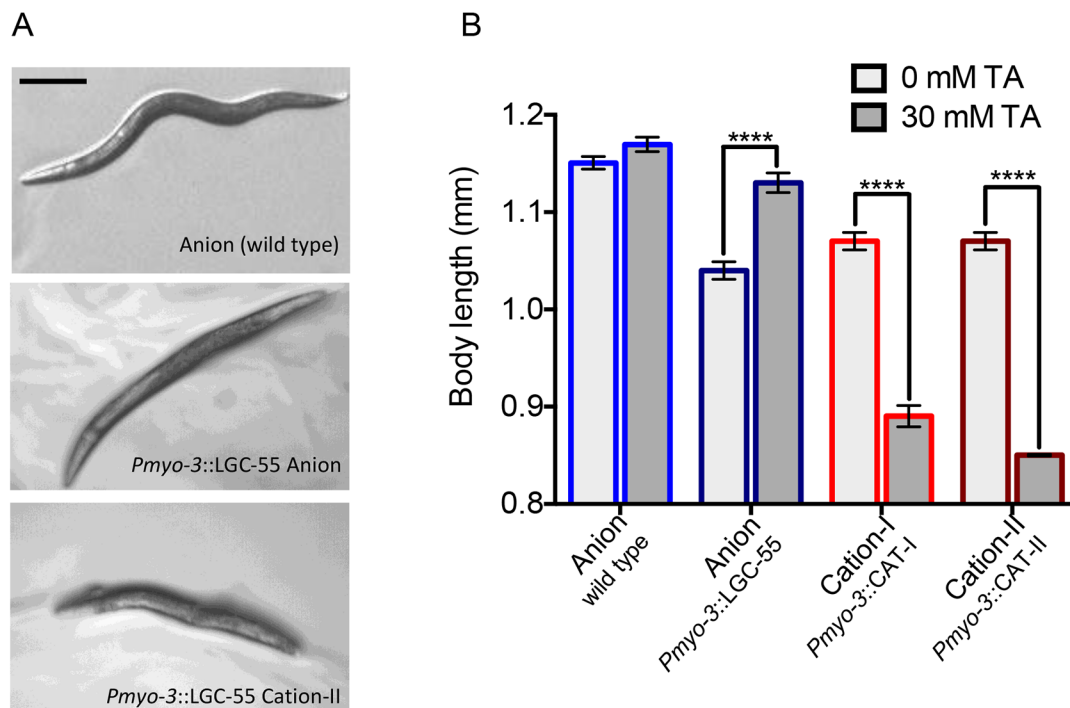 A
Anion (wild type)
Pmyo-3::LGC-55 Anion
Pmyo-3::LGC-55 Cation-II
B
0 mM TA
30 mM TA
Body length (mm)
1.2
1.1
1.0
0.9
0.8
****
****
****
Anion
wild type
Anion
Pmyo-3::LGC-55
Cation-I
Pmyo-3::CAT-I
Cation-II
Pmyo-3::CAT-II